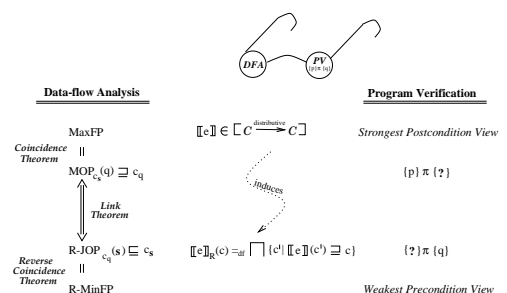 DFA
PV
{p}π{q}
Data-flow Analysis
Program Verification
MaxFP
⟦e⟧ ∈ [ C distributive⟶ C ]
Strongest Postcondition View
Coincidence
Theorem
MOP_{c_s}(q) ⊒ c_q
{p} π {?}
Link
Theorem
induces
R-JOP_{c_q}(s) ⊑ c_s
⟦e⟧_R(c) =_{df} ⊓ {c'| ⟦e⟧(c') ⊒ c}
{?} π {q}
Reverse
Coincidence
Theorem
R-MinFP
Weakest Precondition View